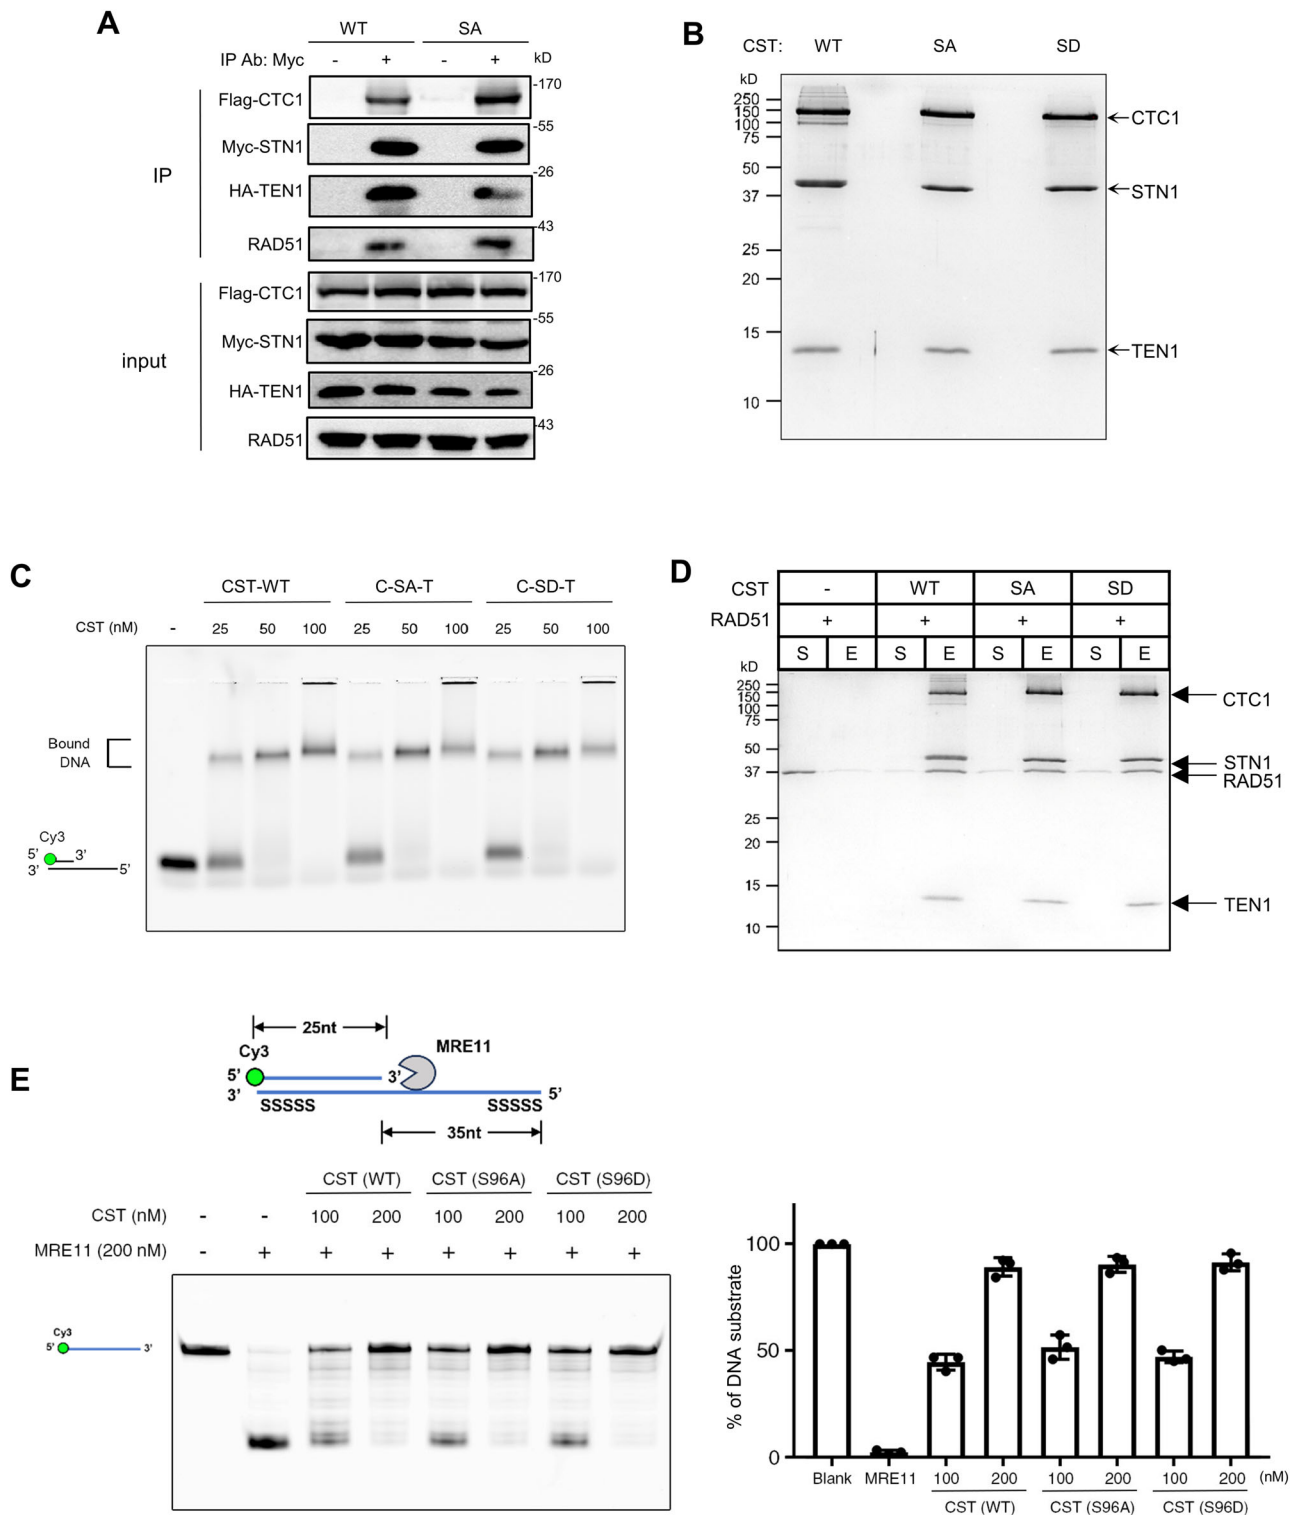 A
WT SA
IP Ab: Myc - + - + kD
Flag-CTC1 -170
Myc-STN1 -55
IP
HA-TEN1 -26
RAD51 -43
Flag-CTC1 -170
Myc-STN1 -55
input
HA-TEN1 -26
RAD51 -43
B
CST: WT SA SD
kD
250
150
100
75
50
37
25
20
15
10
CTC1
STN1
TEN1
C
CST-WT C-SA-T C-SD-T
CST (nM) - 25 50 100 25 50 100 25 50 100
Bound
DNA
Cy3
5’ 3’
3’ 5’
D
CST - WT SA SD
RAD51 + + + +
S E S E S E S E
kD
250
150
100
75
50
37
25
20
15
10
CTC1
STN1
RAD51
TEN1
E
25nt
Cy3 MRE11
5’ 3’
3’ 5’
SSSSS SSSSS
35nt
CST (WT) CST (S96A) CST (S96D)
CST (nM) - - 100 200 100 200 100 200
MRE11 (200 nM) - + + + + + + +
Cy3
5’ 3’
% of DNA substrate
100
50
0
Blank MRE11 100 200 100 200 100 200 (nM)
CST (WT) CST (S96A) CST (S96D)